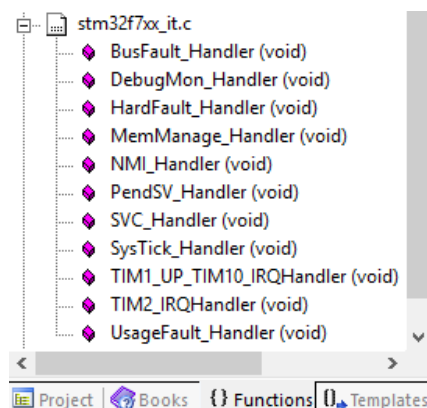 stm32f7xx_it.c
BusFault_Handler (void)
DebugMon_Handler (void)
HardFault_Handler (void)
MemManage_Handler (void)
NMI_Handler (void)
PendSV_Handler (void)
SVC_Handler (void)
SysTick_Handler (void)
TIM1_UP_TIM10_IRQHandler (void)
TIM2_IRQHandler (void)
UsageFault_Handler (void)
Project Books {} Functions Templates